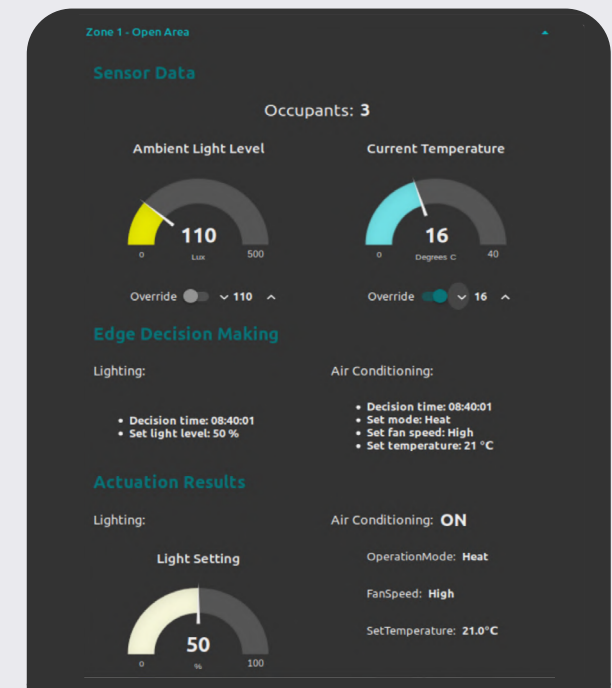 Zone 1 - Open Area
Sensor Data
Occupants: 3
Ambient Light Level
Current Temperature
110
Lux
0
500
16
Degrees C
0
40
Override 110
Override 16
Edge Decision Making
Lighting:
• Decision time: 08:40:01
• Set light level: 50 %
Air Conditioning:
• Decision time: 08:40:01
• Set mode: Heat
• Set fan speed: High
• Set temperature: 21 °C
Actuation Results
Lighting:
Light Setting
50
%
0
100
Air Conditioning: ON
OperationMode: Heat
FanSpeed: High
SetTemperature: 21.0°C